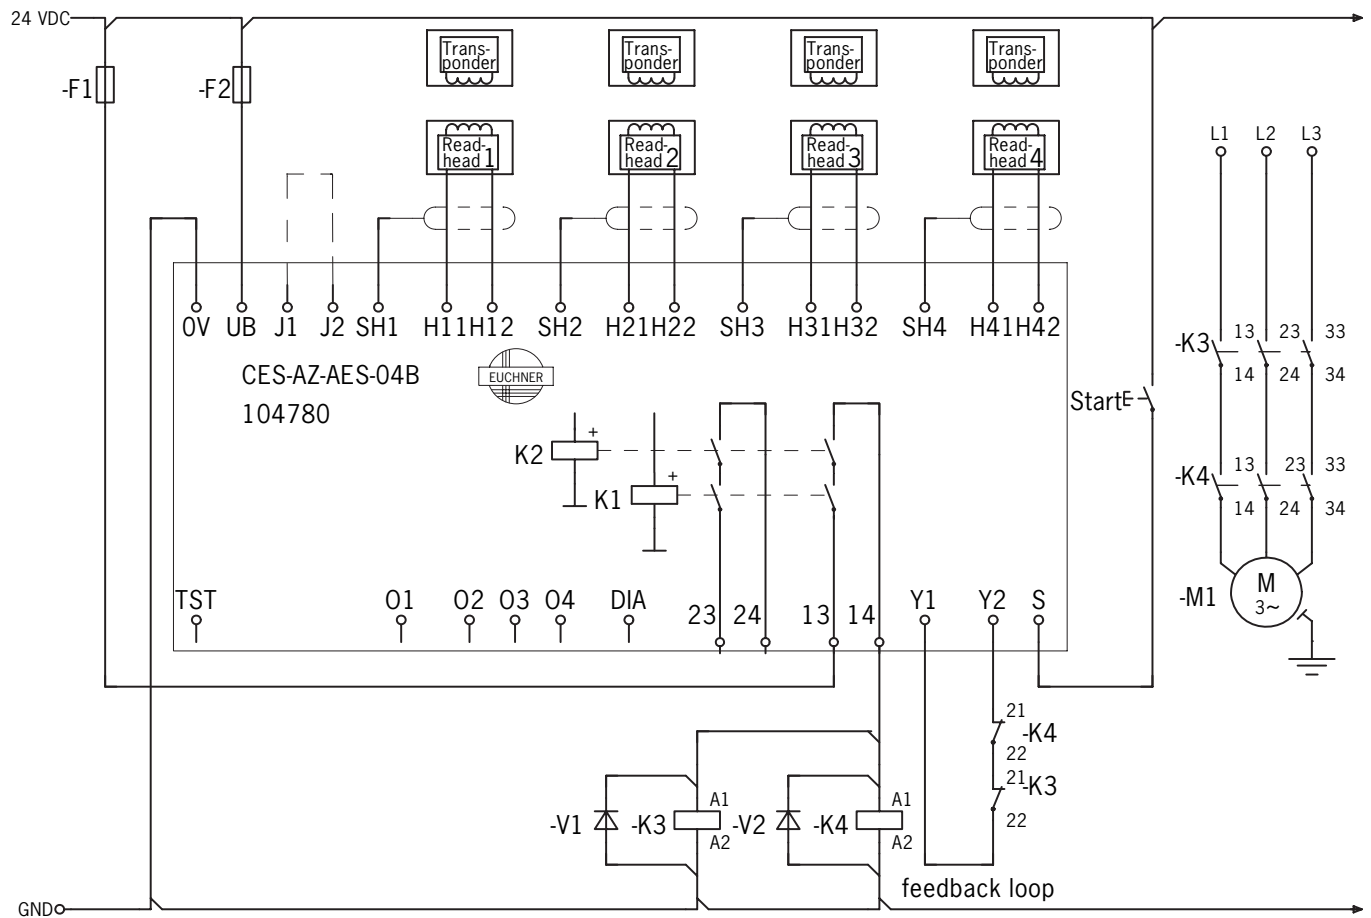 24 VDC
-F1
-F2
Trans-
ponder
Trans-
ponder
Trans-
ponder
Trans-
ponder
Read-
head 1
Read-
head 2
Read-
head 3
Read-
head 4
L1 L2 L3
0V UB J1 J2 SH1 H11 H12 SH2 H21 H22 SH3 H31 H32 SH4 H41 H42
CES-AZ-AES-04B
104780
EUCHNER
-K3
13 23 33
14 24 34
Start E
K2 +
K1 +
-K4
13 23 33
14 24 34
-M1
M
3~
TST O1 O2 O3 O4 DIA 23 24 13 14 Y1 Y2 S
21
-K4
22
21
-K3
22
-V1
-K3
A1
A2
-V2
-K4
A1
A2
feedback loop
GND